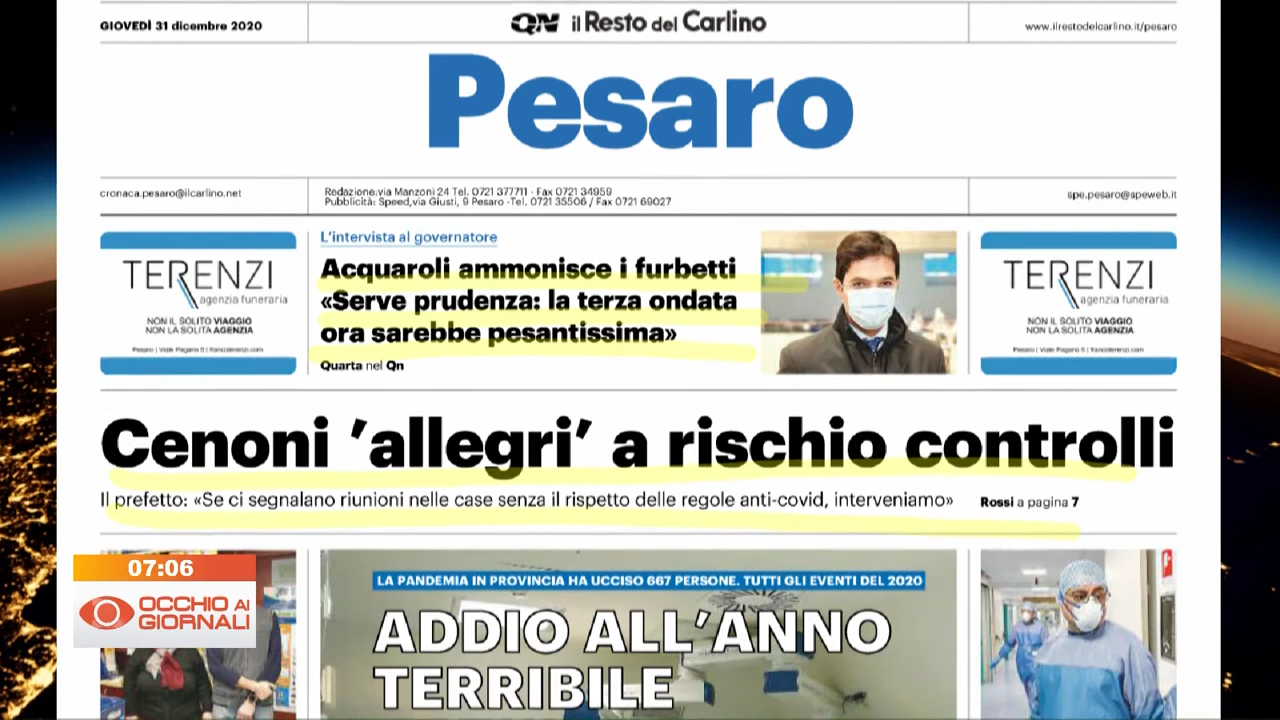 GIOVEDÌ 31 dicembre 2020
QN il Resto del Carlino
www.ilrestodelcarlino.it/pesaro
Pesaro
cronaca.pesaro@ilcarlino.net
Redazione:via Manzoni 24 Tel. 0721 377711 - Fax 0721 34959
Pubblicità: Speed,via Giusti, 9 Pesaro -Tel. 0721 35506 / Fax 0721 69027
spe.pesaro@speweb.it
TERENZI
agenzia funeraria
NON IL SOLITO VIAGGIO
NON LA SOLITA AGENZIA
L'intervista al governatore
Acquaroli ammonisce i furbetti
«Serve prudenza: la terza ondata
ora sarebbe pesantissima»
Quarta nel Qn
TERENZI
agenzia funeraria
NON IL SOLITO VIAGGIO
NON LA SOLITA AGENZIA
Cenoni 'allegri' a rischio controlli
Il prefetto: «Se ci segnalano riunioni nelle case senza il rispetto delle regole anti-covid, interveniamo»
Rossi a pagina 7
07:06
OCCHIO AI
GIORNALI
LA PANDEMIA IN PROVINCIA HA UCCISO 667 PERSONE. TUTTI GLI EVENTI DEL 2020
ADDIO ALL'ANNO
TERRIBILE